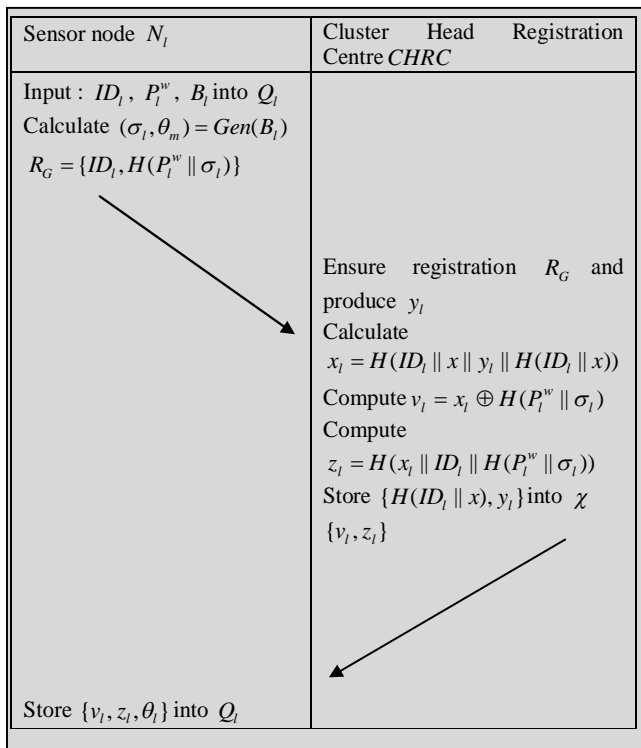 Sensor node N_l
Cluster Head Registration
Centre CHRC
Input : ID_l , P_l^w , B_l into Q_l
Calculate (σ_l, θ_m) = Gen(B_l)
R_G = {ID_l, H(P_l^w || σ_l)}
Ensure registration R_G and
produce y_l
Calculate
x_l = H(ID_l || x || y_l || H(ID_l || x))
Compute v_l = x_l ⊕ H(P_l^w || σ_l)
Compute
z_l = H(x_l || ID_l || H(P_l^w || σ_l))
Store {H(ID_l || x), y_l} into χ
{v_l, z_l}
Store {v_l, z_l, θ_l} into Q_l